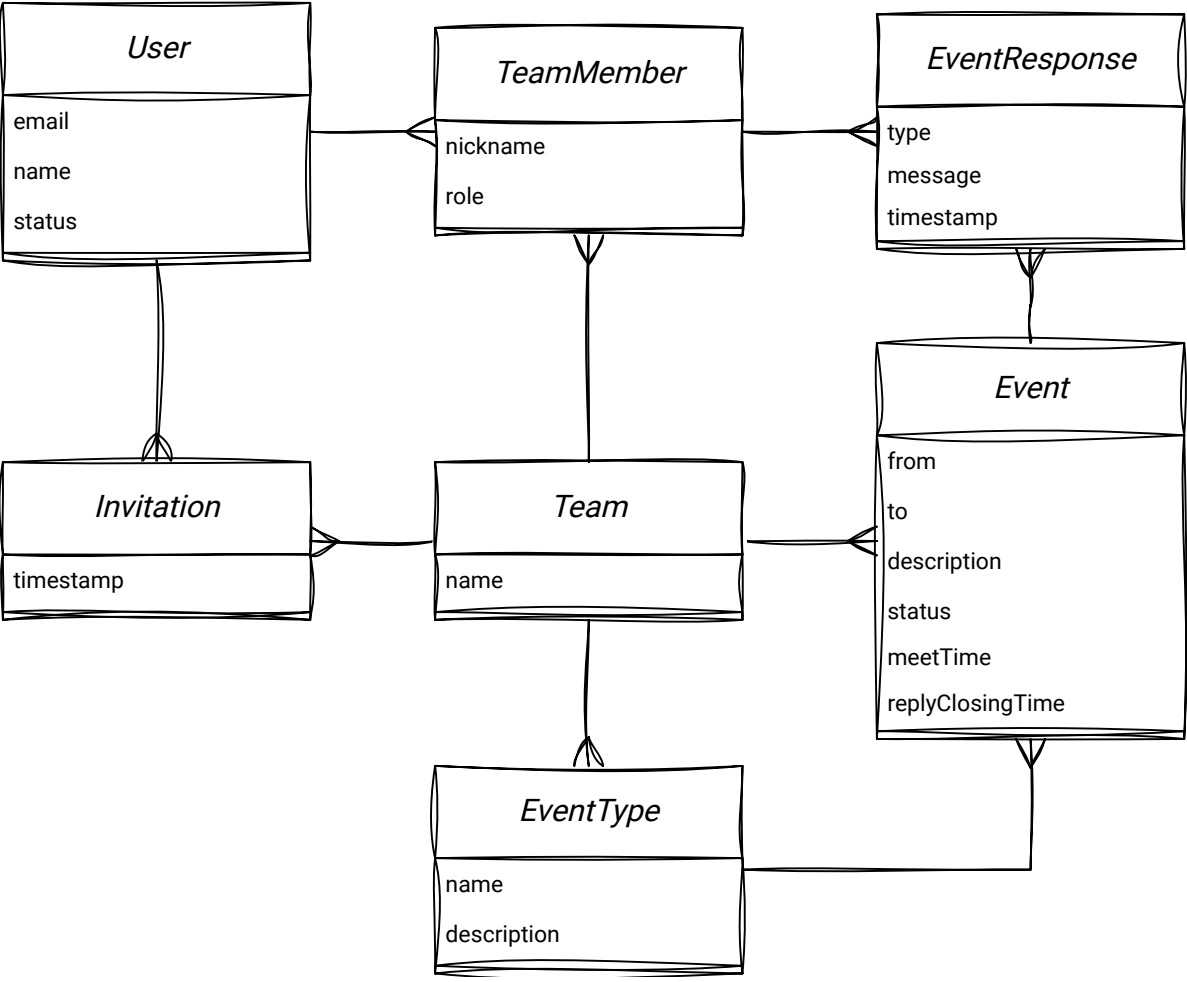 User
email
name
status
TeamMember
nickname
role
EventResponse
type
message
timestamp
Invitation
timestamp
Team
name
Event
from
to
description
status
meetTime
replyClosingTime
EventType
name
description